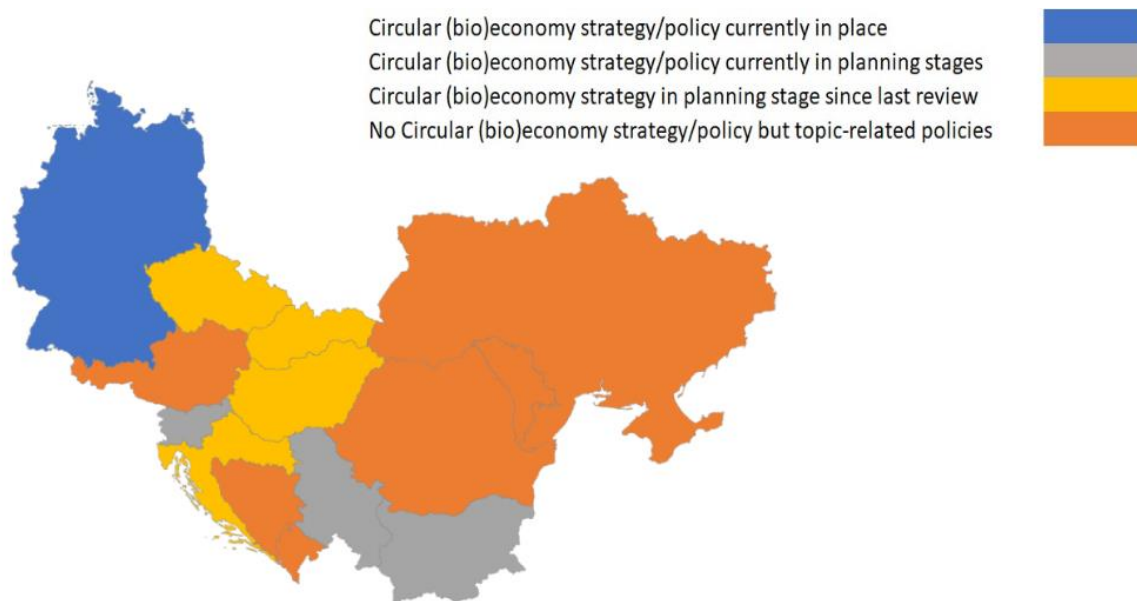 Circular (bio)economy strategy/policy currently in place
Circular (bio)economy strategy/policy currently in planning stages
Circular (bio)economy strategy in planning stage since last review
No Circular (bio)economy strategy/policy but topic-related policies